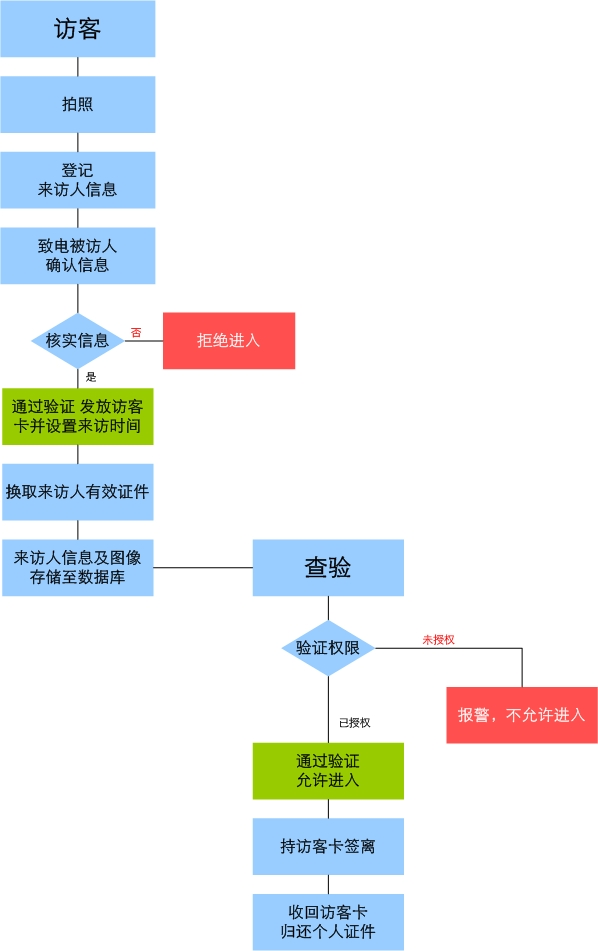 访客
拍照
登记
来访人信息
致电被访人
确认信息
核实信息
否
拒绝进入
是
通过验证 发放访客
卡并设置来访时间
换取来访人有效证件
来访人信息及图像
存储至数据库
查验
验证权限
未授权
报警，不允许进入
已授权
通过验证
允许进入
持访客卡签离
收回访客卡
归还个人证件